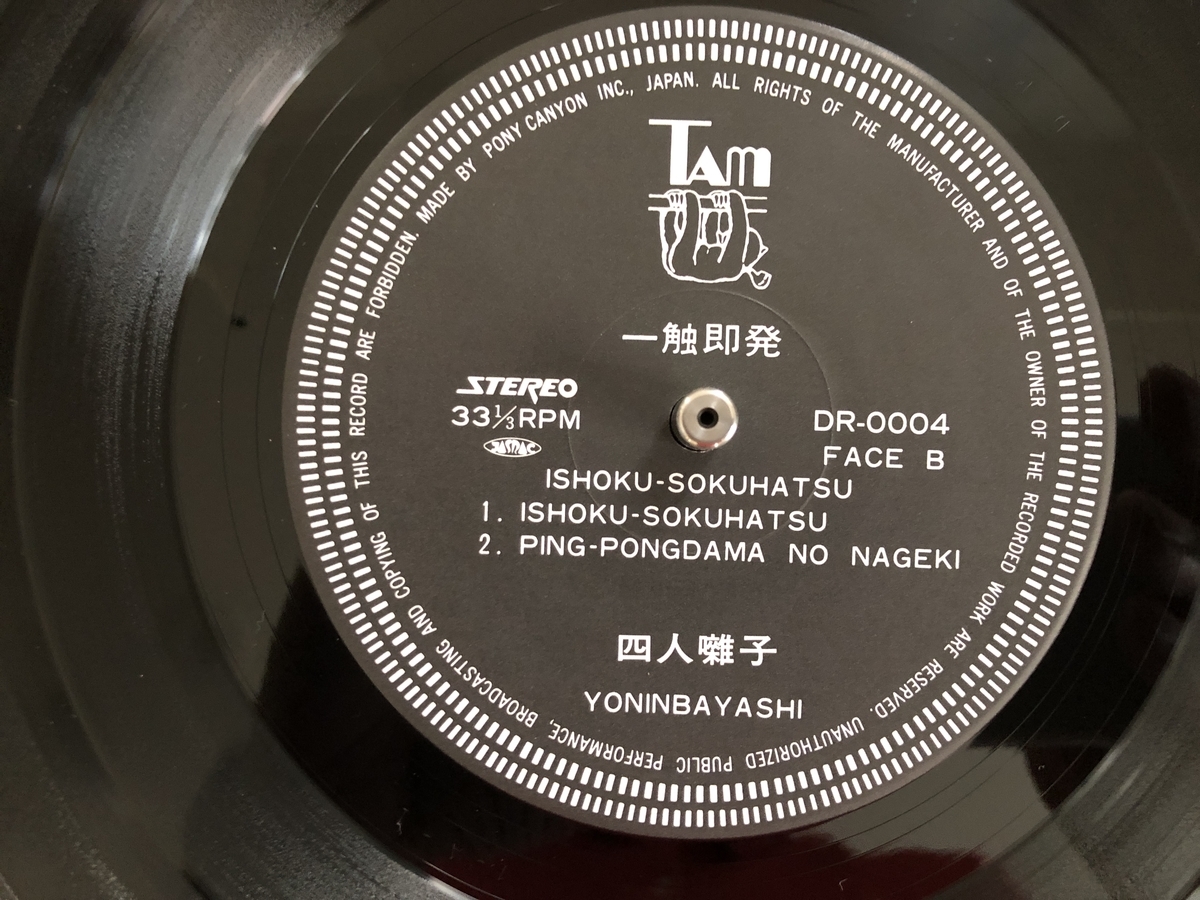 TAM
一触即発
STEREO
33⅓RPM
JASRAC
DR-0004
FACE B
ISHOKU-SOKUHATSU
1. ISHOKU-SOKUHATSU
2. PING-PONGDAMA NO NAGEKI
四人囃子
YONINBAYASHI
MADE BY PONY CANYON INC., JAPAN. ALL RIGHTS OF THE MANUFACTURER AND OF THE OWNER OF THE RECORDED WORK ARE RESERVED. UNAUTHORIZED PUBLIC PERFORMANCE, BROADCASTING AND COPYING OF THIS RECORD ARE FORBIDDEN.